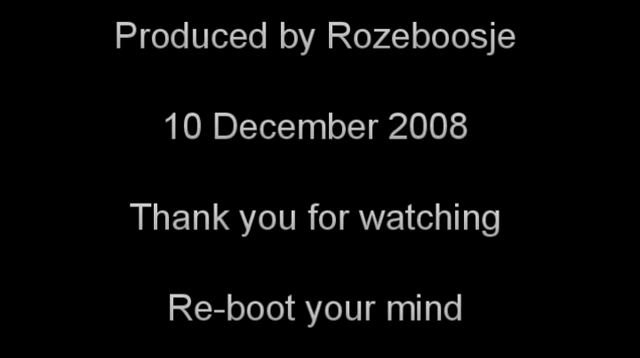 Produced by Rozeboosje
10 December 2008
Thank you for watching
Re-boot your mind